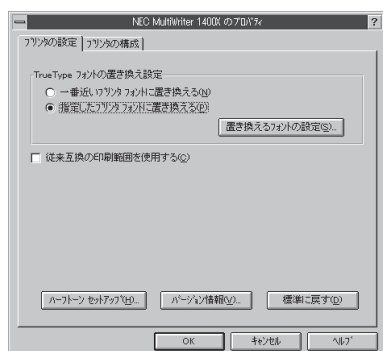 NEC MultiWriter 1400X のプロパティ ?
プリンタの設定 プリンタの構成
TrueType フォントの置き換え設定
一番近いプリンタ フォントに置き換える(N)
指定したプリンタ フォントに置き換える(P)
置き換えるフォントの設定(S)...
従来互換の印刷範囲を使用する(C)
ハーフトーン セットアップ(H)... バージョン情報(V)... 標準に戻す(D)
OK キャンセル ヘルプ